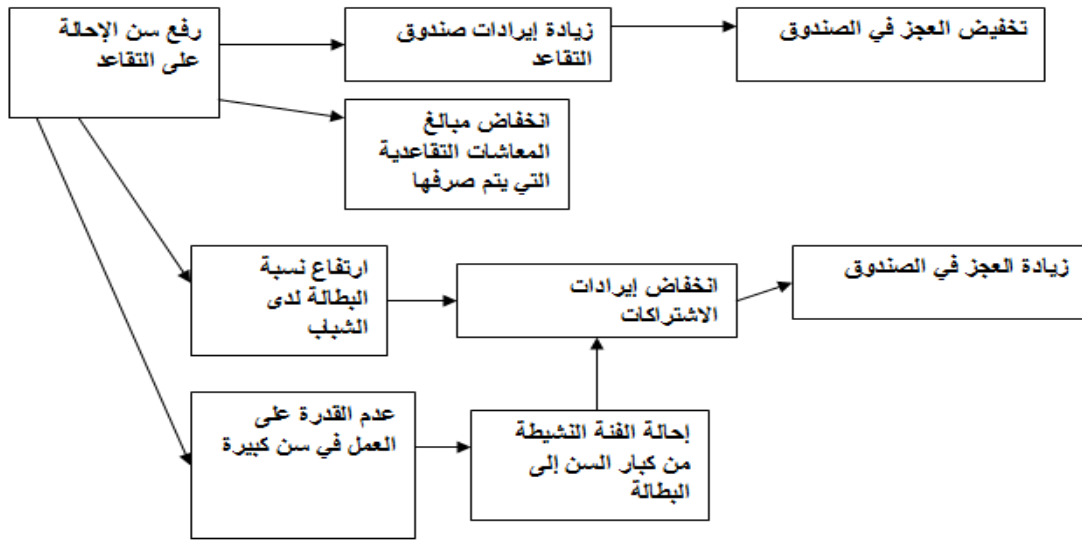 رفع سن الإحالة
على التقاعد
زيادة إيرادات صندوق
التقاعد
تخفيض العجز في الصندوق
انخفاض مبالغ
المعاشات التقاعدية
التي يتم صرفها
ارتفاع نسبة
البطالة لدى
الشباب
انخفاض إيرادات
الاشتراكات
زيادة العجز في الصندوق
عدم القدرة على
العمل في سن كبيرة
إحالة الفئة النشيطة
من كبار السن إلى
البطالة